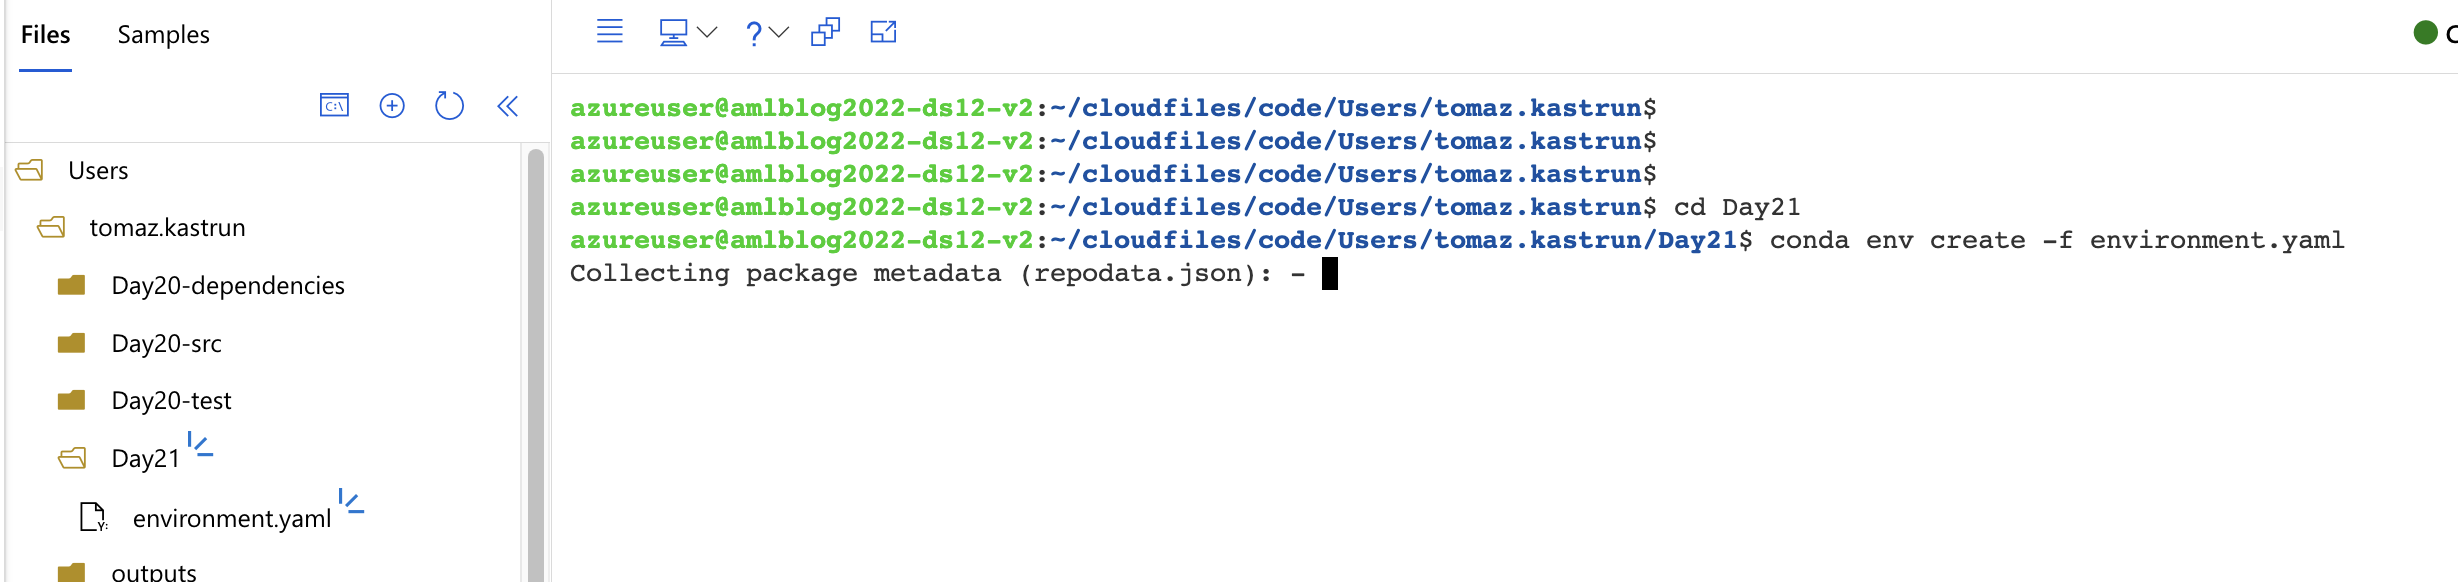 Files Samples
C:\
Users
tomaz.kastrun
Day20-dependencies
Day20-src
Day20-test
Day21
Y:
environment.yaml
outputs
?
azureuser@amlblog2022-ds12-v2:~/cloudfiles/code/Users/tomaz.kastrun$
azureuser@amlblog2022-ds12-v2:~/cloudfiles/code/Users/tomaz.kastrun$
azureuser@amlblog2022-ds12-v2:~/cloudfiles/code/Users/tomaz.kastrun$
azureuser@amlblog2022-ds12-v2:~/cloudfiles/code/Users/tomaz.kastrun$ cd Day21
azureuser@amlblog2022-ds12-v2:~/cloudfiles/code/Users/tomaz.kastrun/Day21$ conda env create -f environment.yaml
Collecting package metadata (repodata.json): -